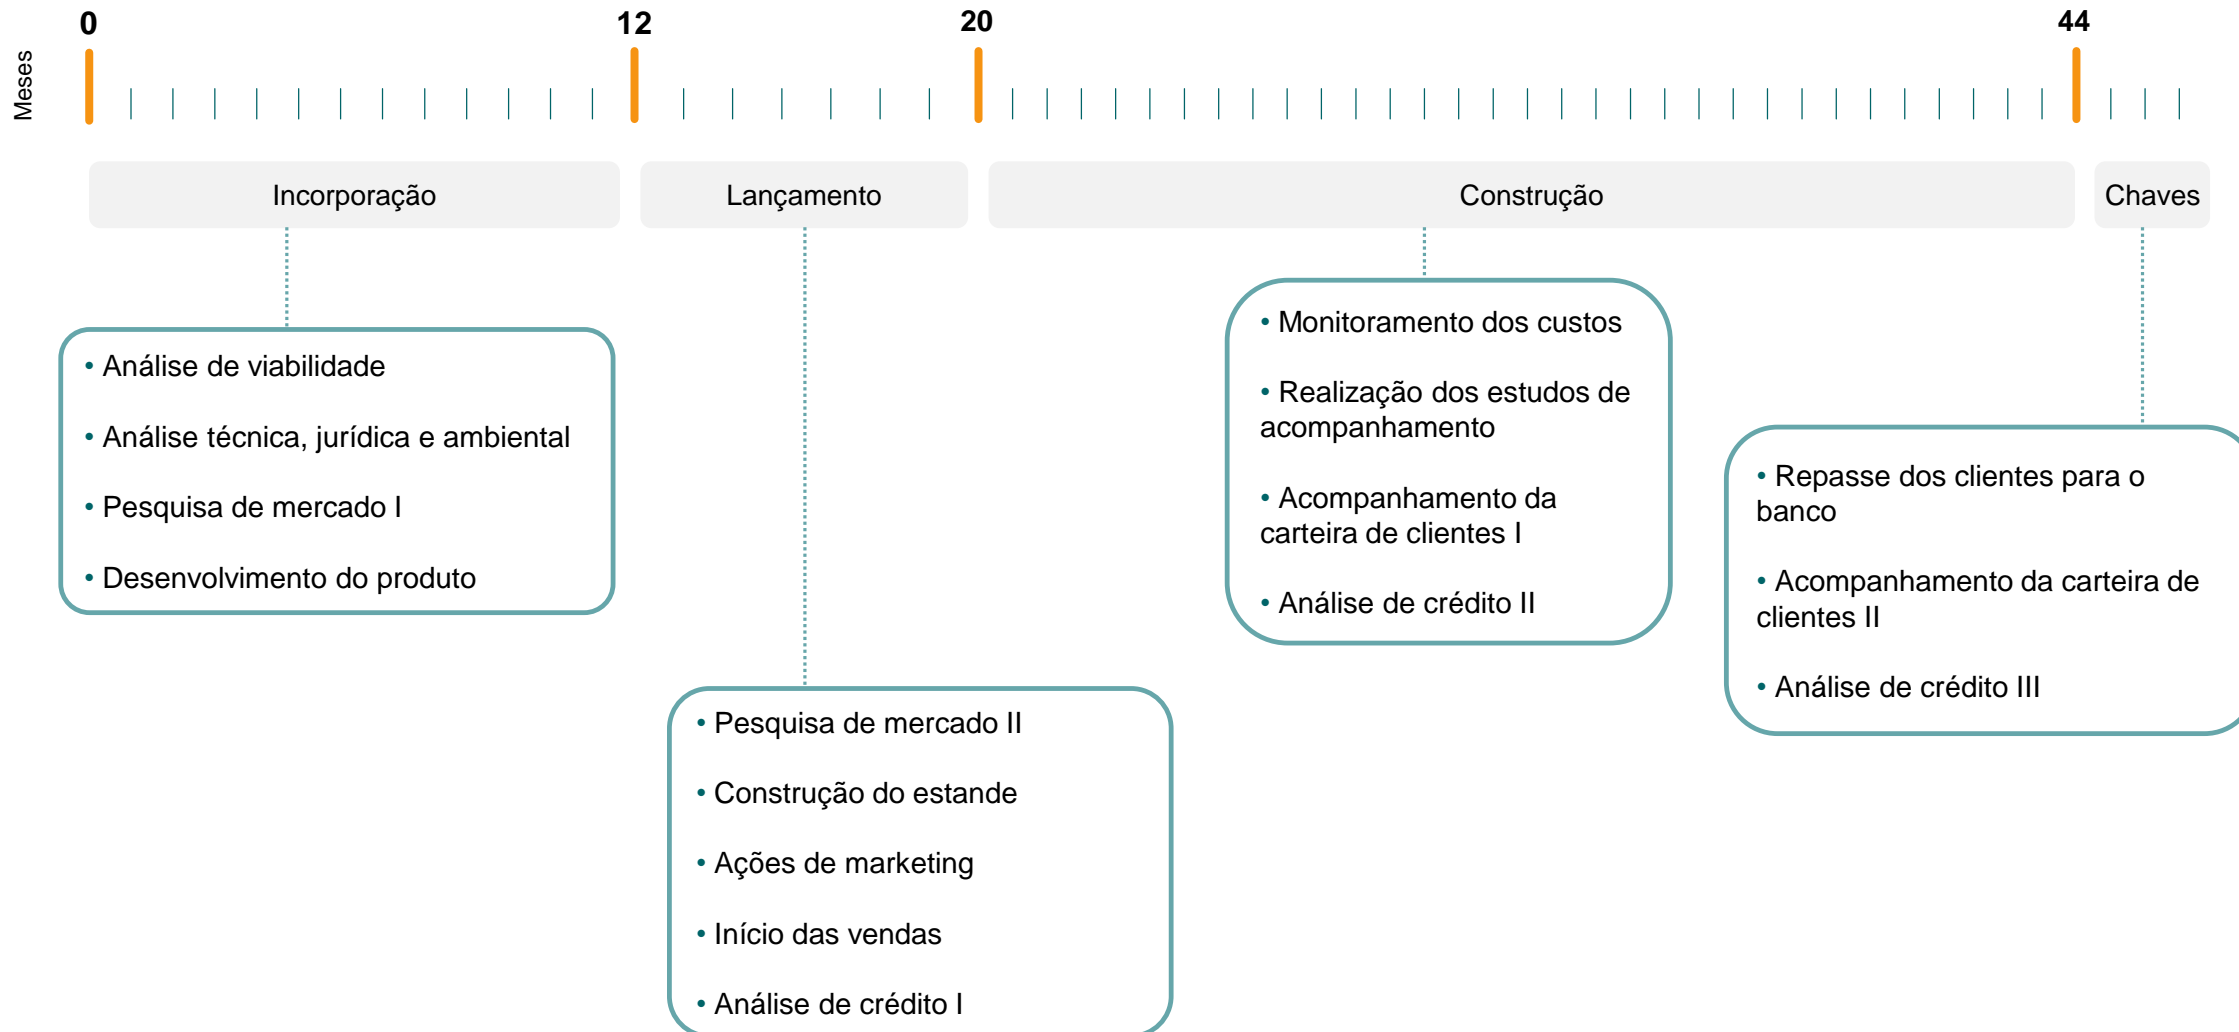 0
12
20
44
Meses
Incorporação
Lançamento
Construção
Chaves
• Análise de viabilidade
• Análise técnica, jurídica e ambiental
• Pesquisa de mercado I
• Desenvolvimento do produto
• Pesquisa de mercado II
• Construção do estande
• Ações de marketing
• Início das vendas
• Análise de crédito I
• Monitoramento dos custos
• Realização dos estudos de
acompanhamento
• Acompanhamento da
carteira de clientes I
• Análise de crédito II
• Repasse dos clientes para o
banco
• Acompanhamento da carteira de
clientes II
• Análise de crédito III